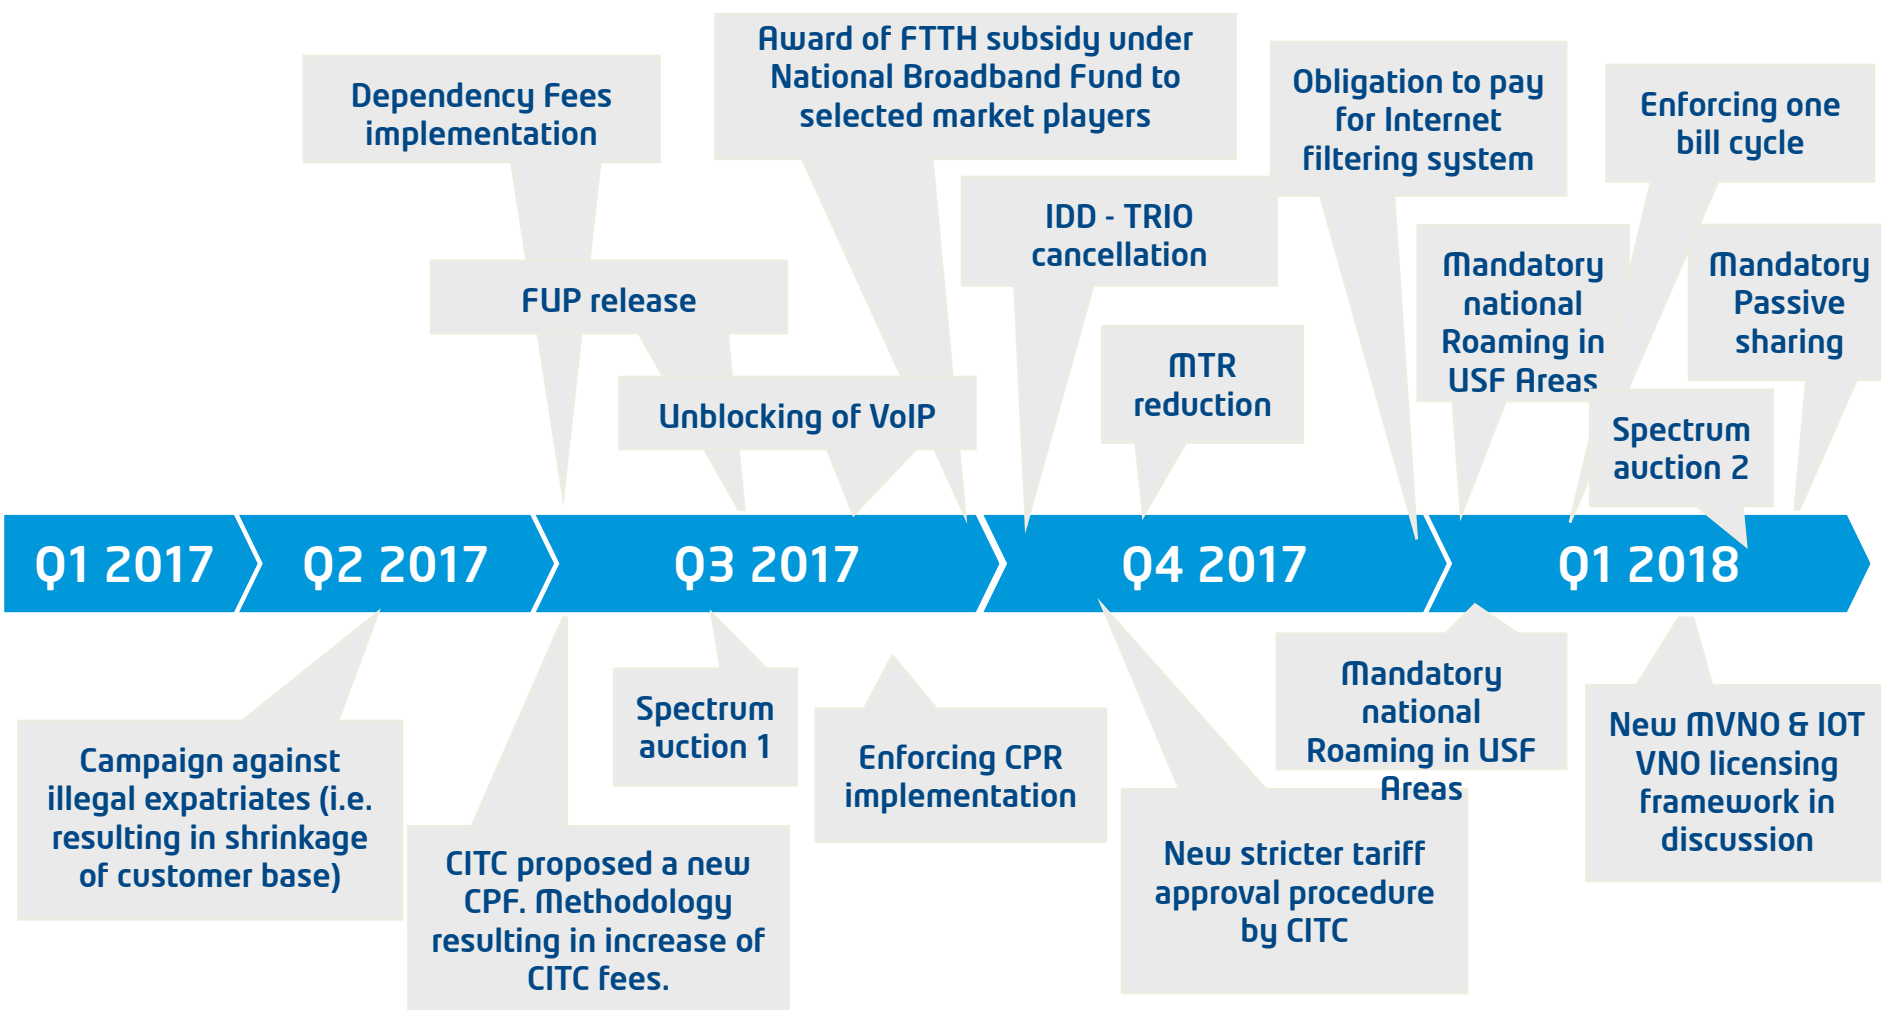 Award of FTTH subsidy under
National Broadband Fund to
selected market players
Dependency Fees
implementation
Obligation to pay
for Internet
filtering system
Enforcing one
bill cycle
IDD - TRIO
cancellation
FUP release
Mandatory
national
Roaming in
USF Areas
Mandatory
Passive
sharing
MTR
reduction
Unblocking of VoIP
Spectrum
auction 2
Q1 2017
Q2 2017
Q3 2017
Q4 2017
Q1 2018
Campaign against
illegal expatriates (i.e.
resulting in shrinkage
of customer base)
CITC proposed a new
CPF. Methodology
resulting in increase of
CITC fees.
Spectrum
auction 1
Enforcing CPR
implementation
New stricter tariff
approval procedure
by CITC
Mandatory
national
Roaming in USF
Areas
New MVNO & IOT
VNO licensing
framework in
discussion